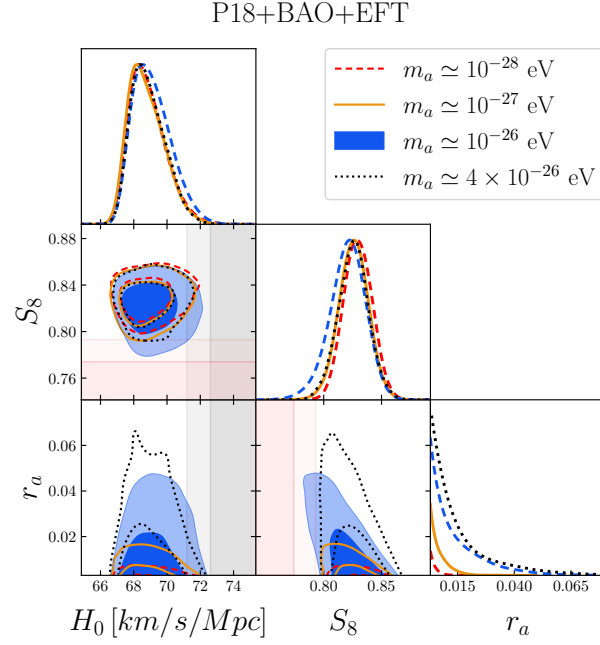 P18+BAO+EFT
m_a ≃ 10^{-28} eV
m_a ≃ 10^{-27} eV
m_a ≃ 10^{-26} eV
m_a ≃ 4 × 10^{-26} eV
0.88
0.84
0.80
0.76
S_8
0.06
0.04
0.02
r_a
66 68 70 72 74
0.80 0.85
0.015 0.040 0.065
H_0 [km/s/Mpc]
S_8
r_a